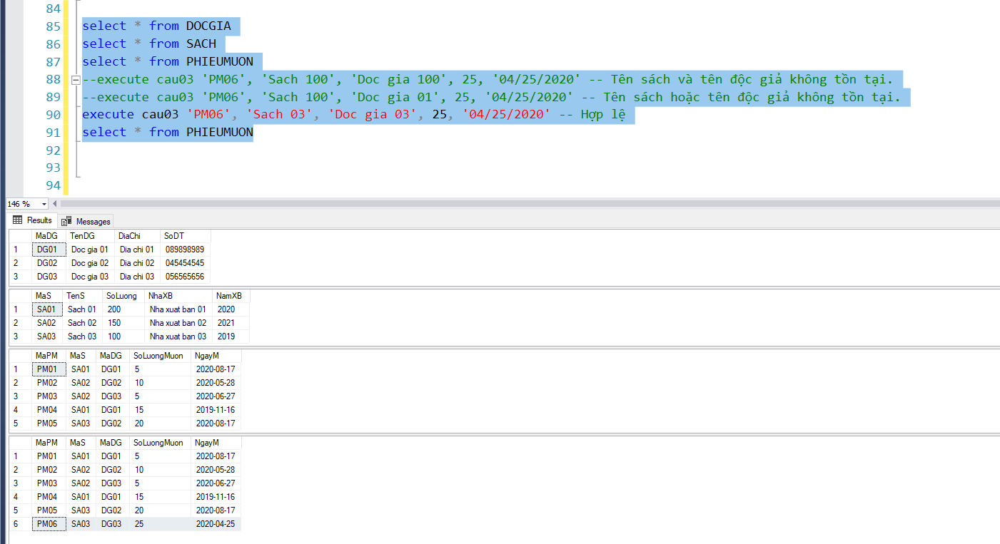 84
85 select * from DOCGIA
86 select * from SACH
87 select * from PHIEUMUON
88 --execute cau03 'PM06', 'Sach 100', 'Doc gia 100', 25, '04/25/2020' -- Tên sách và tên độc giả không tồn tại.
89 --execute cau03 'PM06', 'Sach 100', 'Doc gia 01', 25, '04/25/2020' -- Tên sách hoặc tên độc giả không tồn tại.
90 execute cau03 'PM06', 'Sach 03', 'Doc gia 03', 25, '04/25/2020' -- Hợp lệ
91 select * from PHIEUMUON
92
93
94
146 %
Results Messages
MaDG TenDG DiaChi SoDT
1 DG01 Doc gia 01 Dia chi 01 089898989
2 DG02 Doc gia 02 Dia chi 02 045454545
3 DG03 Doc gia 03 Dia chi 03 056565656
MaS TenS SoLuong NhaXB NamXB
1 SA01 Sach 01 200 Nha xuat ban 01 2020
2 SA02 Sach 02 150 Nha xuat ban 02 2021
3 SA03 Sach 03 100 Nha xuat ban 03 2019
MaPM MaS MaDG SoLuongMuon NgayM
1 PM01 SA01 DG01 5 2020-08-17
2 PM02 SA02 DG02 10 2020-05-28
3 PM03 SA02 DG03 5 2020-06-27
4 PM04 SA01 DG01 15 2019-11-16
5 PM05 SA03 DG02 20 2020-08-17
MaPM MaS MaDG SoLuongMuon NgayM
1 PM01 SA01 DG01 5 2020-08-17
2 PM02 SA02 DG02 10 2020-05-28
3 PM03 SA02 DG03 5 2020-06-27
4 PM04 SA01 DG01 15 2019-11-16
5 PM05 SA03 DG02 20 2020-08-17
6 PM06 SA03 DG03 25 2020-04-25